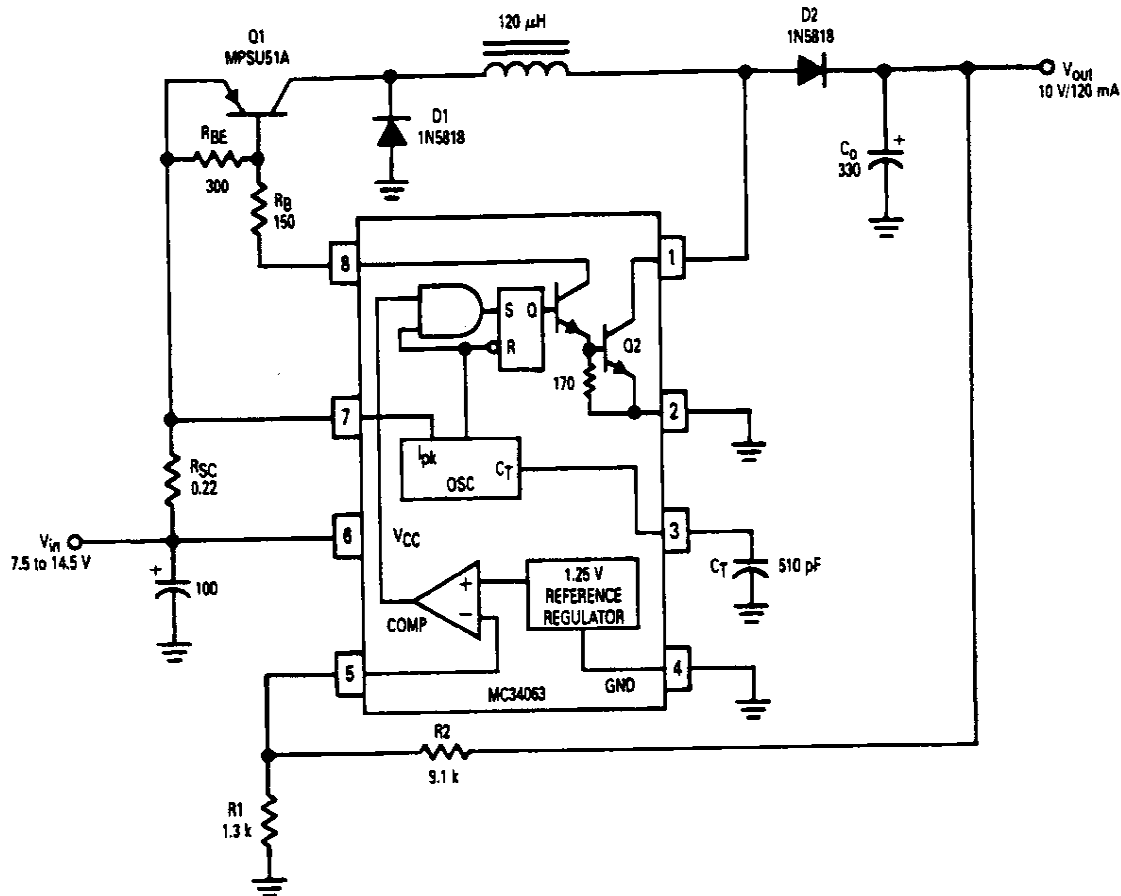 120 μH
D2
1N5818
Q1
MPSU51A
Vout
10 V/120 mA
D1
1N5818
RBE
300
RB
150
+
CO
330
8
1
S Q
R
Q2
170
7
2
Ipk
CT
OSC
RSC
0.22
3
6
VCC
Vin
7.5 to 14.5 V
+
100
CT
510 pF
1.25 V
REFERENCE
REGULATOR
+
−
COMP
5
4
MC34063
GND
R2
9.1 k
R1
1.3 k